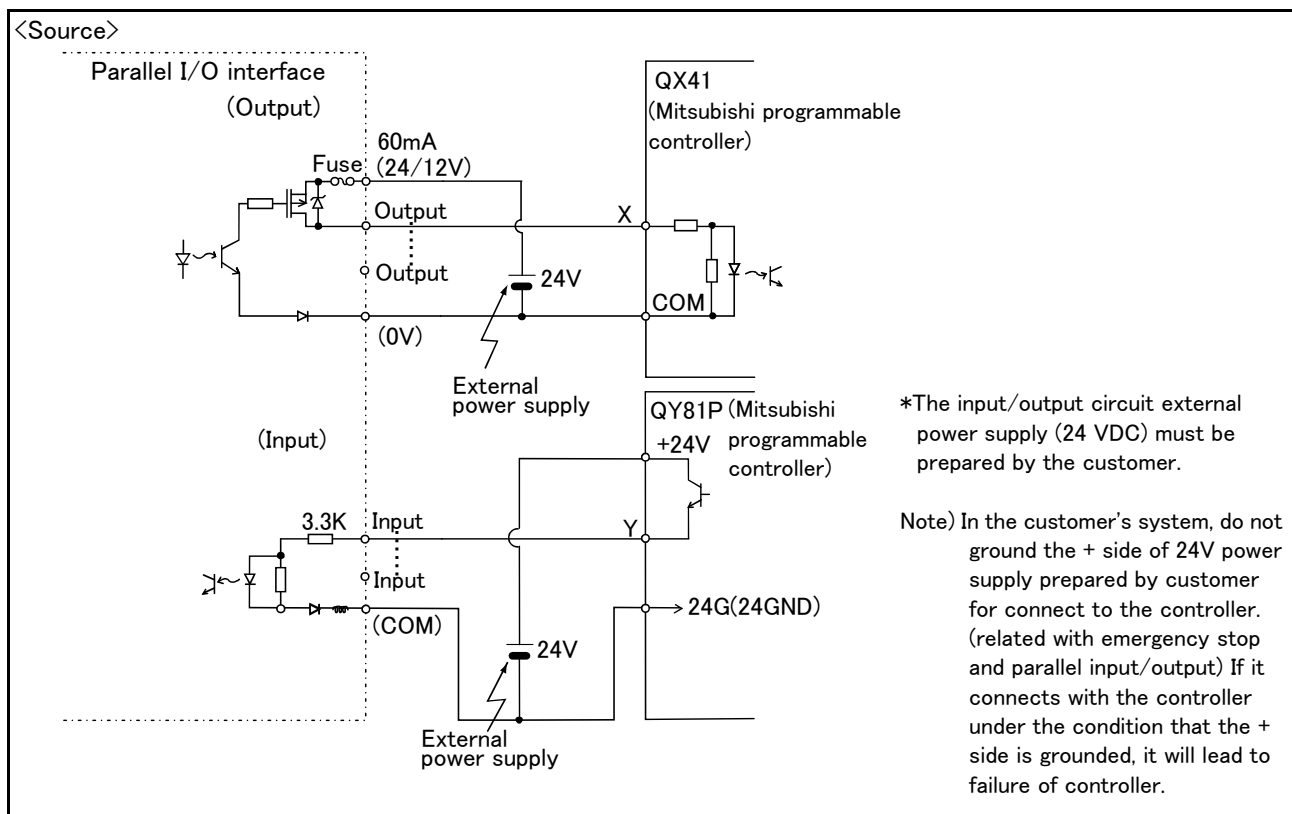 <Source>
Parallel I/O interface
(Output)
QX41
(Mitsubishi programmable
controller)
60mA
(24/12V)
Fuse
Output
X
Output
24V
COM
(0V)
External
power supply
QY81P (Mitsubishi
programmable
controller)
+24V
(Input)
3.3K
Input
Y
Input
(COM)
24G(24GND)
24V
External
power supply
*The input/output circuit external
power supply (24 VDC) must be
prepared by the customer.
Note) In the customer's system, do not
ground the + side of 24V power
supply prepared by customer
for connect to the controller.
(related with emergency stop
and parallel input/output) If it
connects with the controller
under the condition that the +
side is grounded, it will lead to
failure of controller.